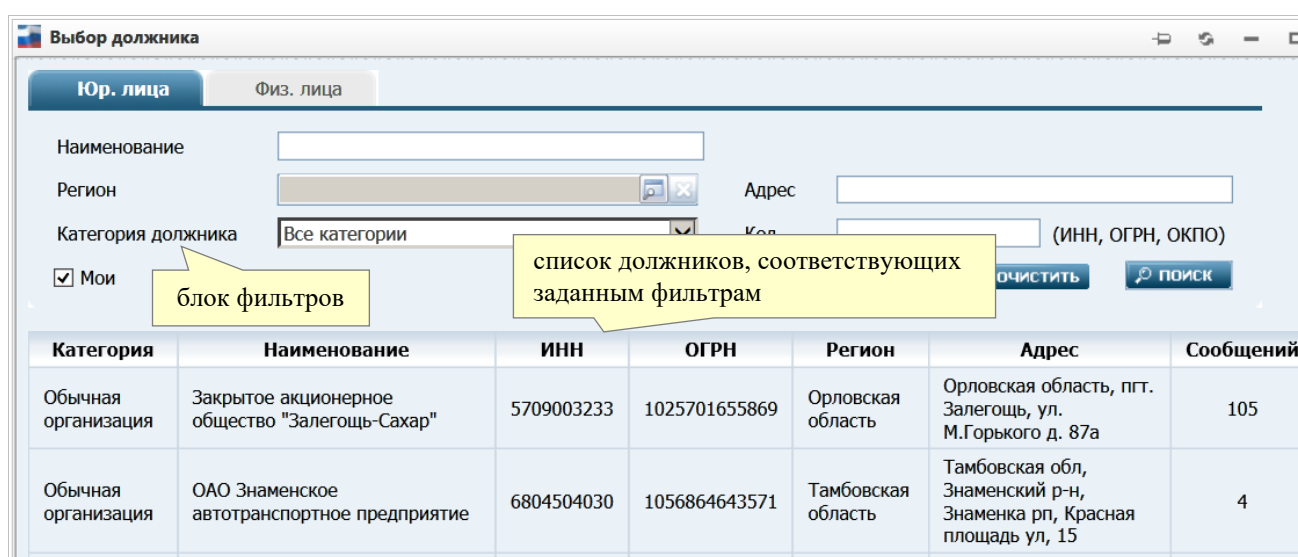 Выбор должника
Юр. лица
Физ. лица
Наименование
Регион
Адрес
Категория должника
Все категории
(ИНН, ОГРН, ОКПО)
Мои
блок фильтров
список должников, соответствующих
заданным фильтрам
ОЧИСТИТЬ
ПОИСК
Категория Наименование ИНН ОГРН Регион Адрес Сообщений
Обычная
организация
Закрытое акционерное
общество "Залегощь-Сахар"
5709003233
1025701655869
Орловская
область
Орловская область, пгт.
Залегощь, ул.
М.Горького д. 87а
105
Обычная
организация
ОАО Знаменское
автотранспортное предприятие
6804504030
1056864643571
Тамбовская
область
Тамбовская обл,
Знаменский р-н,
Знаменка рп, Красная
площадь ул, 15
4